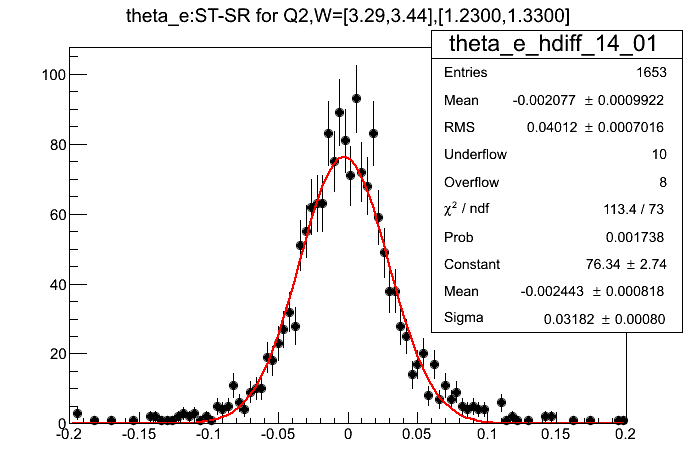 theta_e:ST-SR for Q2,W=[3.29,3.44],[1.2300,1.3300]
theta_e_hdiff_14_01
Entries 1653
Mean -0.002077 ± 0.0009922
RMS 0.04012 ± 0.0007016
Underflow 10
Overflow 8
χ² / ndf 113.4 / 73
Prob 0.001738
Constant 76.34 ± 2.74
Mean -0.002443 ± 0.000818
Sigma 0.03182 ± 0.00080
100
80
60
40
20
0
-0.2 -0.15 -0.1 -0.05 0 0.05 0.1 0.15 0.2